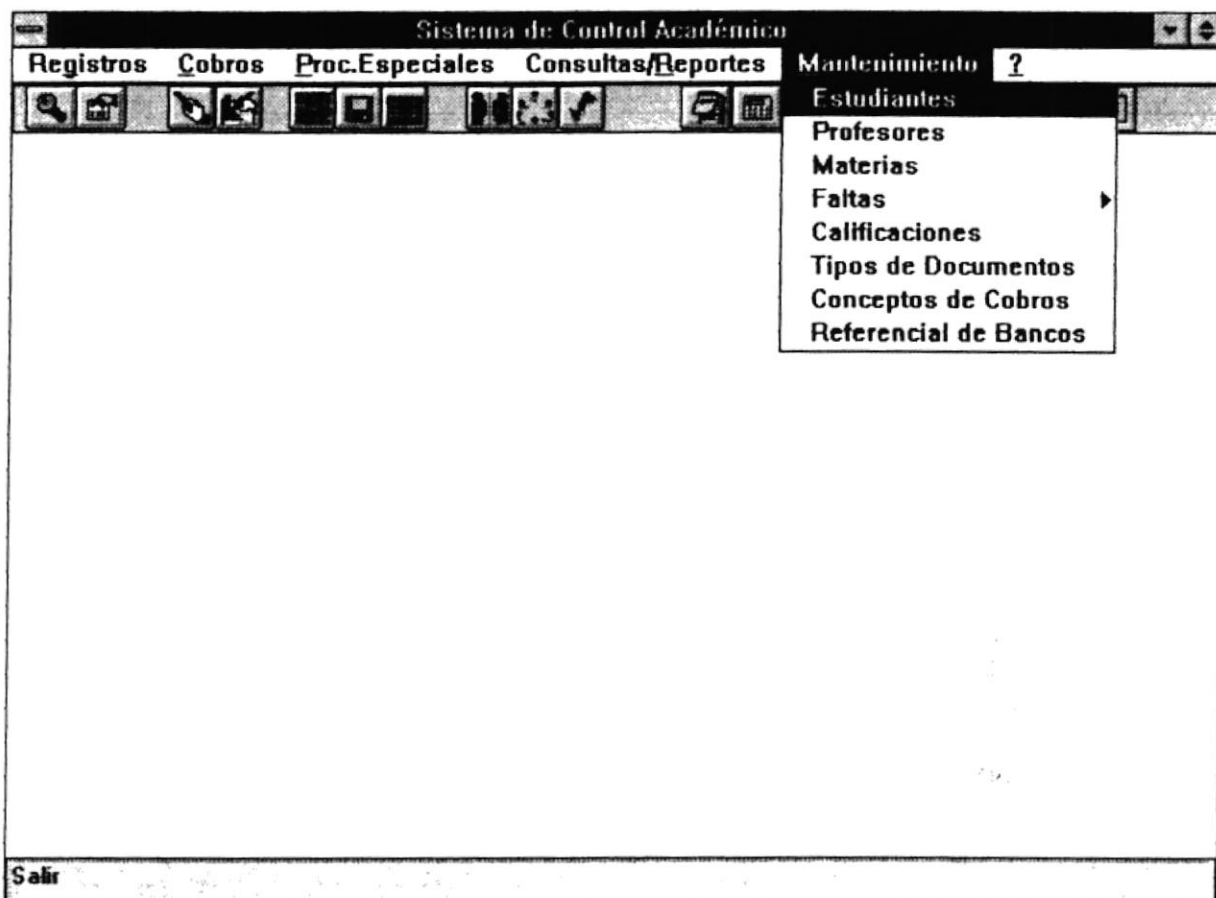 Sistema de Control Académico
Registros Cobros Proc.Especiales Consultas/Reportes Mantenimiento ?
Estudiantes
Profesores
Materias
Faltas
Calificaciones
Tipos de Documentos
Conceptos de Cobros
Referencial de Bancos
Salir